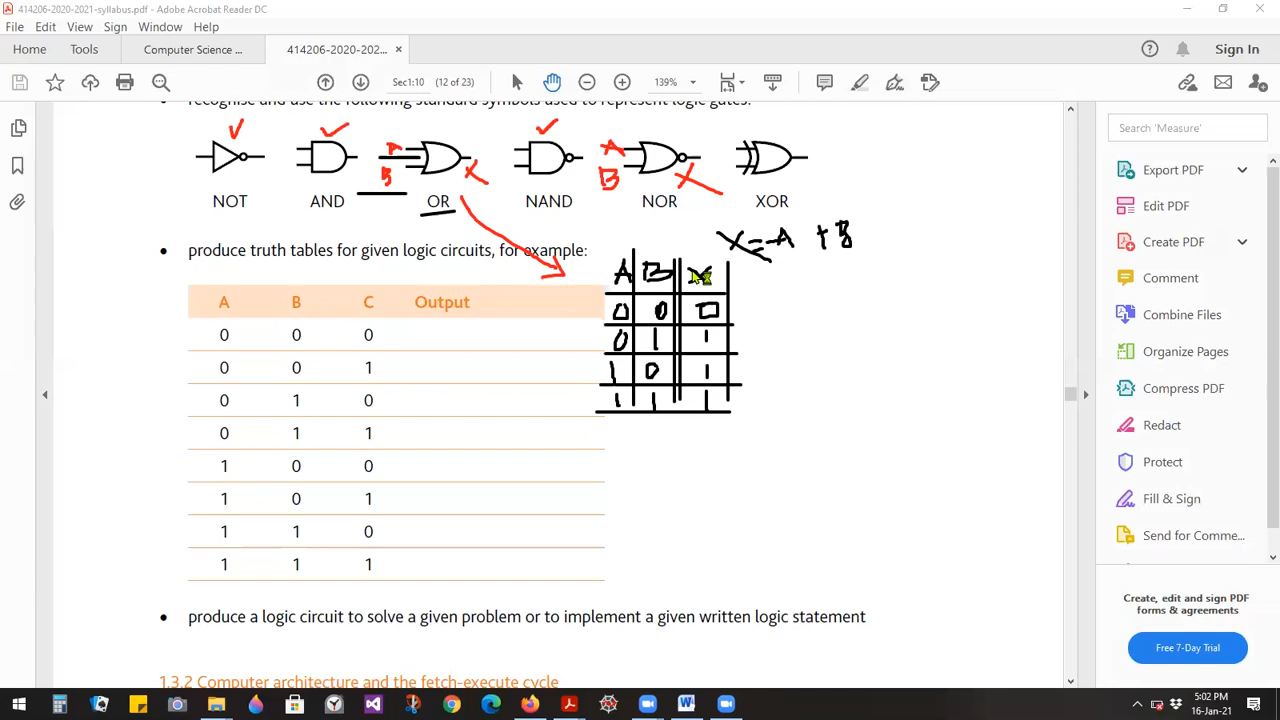 414206-2020-2021-syllabus.pdf - Adobe Acrobat Reader DC
File Edit View Sign Window Help
Home Tools Computer Science ... 414206-2020-202... × Sign In
Sec1:10 (12 of 23) 139%
recognise and use the following standard symbols used to represent logic gates:
A A
B X B X
NOT AND OR NAND NOR XOR
X = A + B
• produce truth tables for given logic circuits, for example:
A B C Output
0 0 0
0 0 1
0 1 0
0 1 1
1 0 0
1 0 1
1 1 0
1 1 1
A B X
0 0 0
0 1 1
1 0 1
1 1 1
• produce a logic circuit to solve a given problem or to implement a given written logic statement
1.3.2 Computer architecture and the fetch-execute cycle
Search 'Measure'
Export PDF
Edit PDF
Create PDF
Comment
Combine Files
Organize Pages
Compress PDF
Redact
Protect
Fill & Sign
Send for Comme...
Create, edit and sign PDF
forms & agreements
Free 7-Day Trial
5:02 PM
16-Jan-21